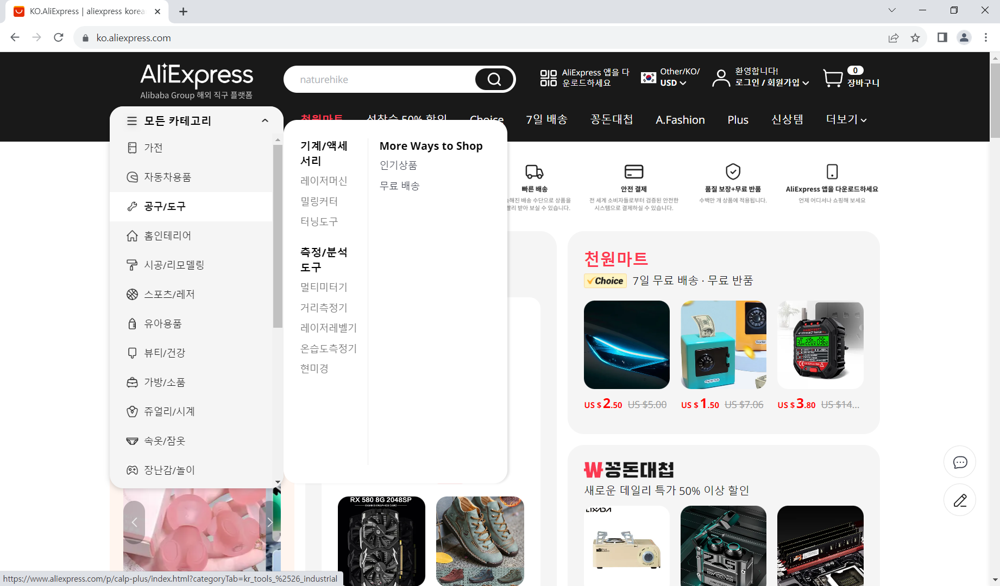 KO.AliExpress | aliexpress korea
ko.aliexpress.com
AliExpress
Alibaba Group 해외 직구 플랫폼
naturehike
AliExpress 앱을 다
운로드하세요
Other/KO/
USD
환영합니다!
로그인 / 회원가입
0
장바구니
모든 카테고리
천원마트
선착순 50% 할인
Choice
7일 배송
꽁돈대첩
A.Fashion
Plus
신상템
더보기
가전
자동차용품
공구/도구
홈인테리어
시공/리모델링
스포츠/레저
유아용품
뷰티/건강
가방/소품
쥬얼리/시계
속옷/잠옷
장난감/놀이
기계/액세
서리
레이저머신
밀링커터
터닝도구
측정/분석
도구
멀티미터기
거리측정기
레이저레벨기
온습도측정기
현미경
More Ways to Shop
인기상품
무료 배송
빠른 배송
해진 배송 수단으로 상품을
빨리 받아 보실 수 있습니다.
안전 결제
전 세계 소비자들로부터 검증된 안전한
시스템으로 결제하실 수 있습니다.
품질 보장+무료 반품
수백만 개 상품에 적용됩니다.
AliExpress 앱을 다운로드하세요
언제 어디서나 쇼핑해 보세요
천원마트
Choice 7일 무료 배송 · 무료 반품
US $2.50 US $5.00
US $1.50 US $7.06
US $3.80 US $14...
₩꽁돈대첩
새로운 데일리 특가 50% 이상 할인
RX 580 8G 2048SP
GAMING GRAPHICS CARD
LIXADA
https://www.aliexpress.com/p/calp-plus/index.html?categoryTab=kr_tools_%2526_industrial